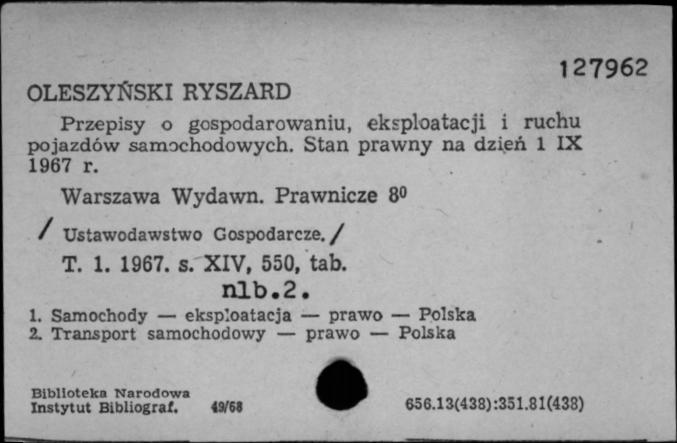 127962
OLESZYŃSKI RYSZARD
Przepisy o gospodarowaniu, eksploatacji i ruchu
pojazdów samochodowych. Stan prawny na dzień 1 IX
1967 r.
Warszawa Wydawn. Prawnicze 8⁰
/ Ustawodawstwo Gospodarcze. /
T. 1. 1967. s. XIV, 550, tab.
nlb.2.
1. Samochody — eksploatacja — prawo — Polska
2. Transport samochodowy — prawo — Polska
Biblioteka Narodowa
Instytut Bibliograf. 49/68 656.13(438):351.81(438)